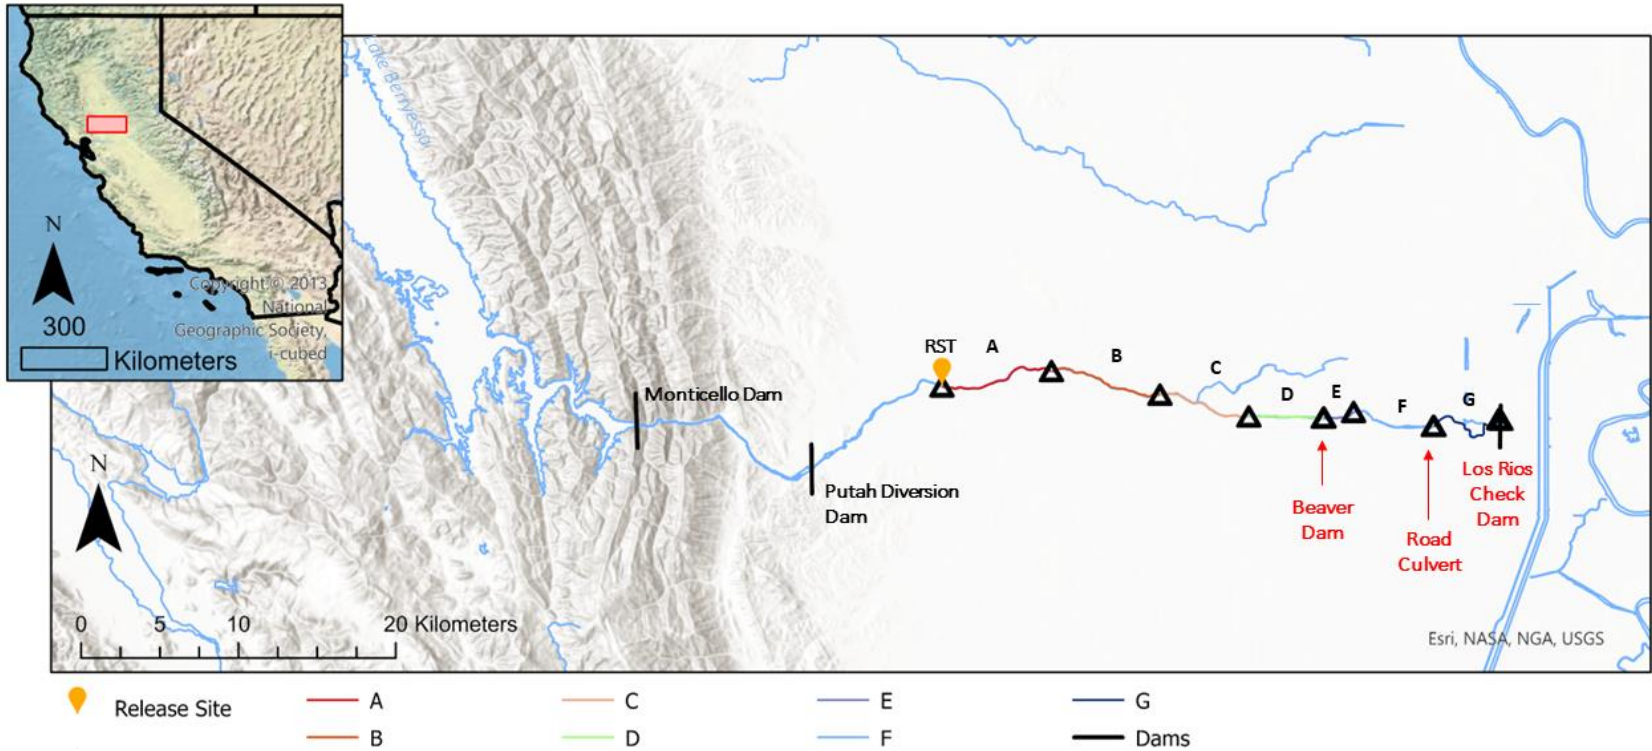 N
300
Kilometers
Copyright © 2013
National
Geographic Society,
i-cubed
Lake Berryessa
Monticello Dam
Putah Diversion
Dam
RST
A
B
C
D
E
F
G
Beaver
Dam
Road
Culvert
Los Rios
Check
Dam
N
0 5 10 20 Kilometers
Esri, NASA, NGA, USGS
Release Site
A
C
E
G
B
D
F
Dams